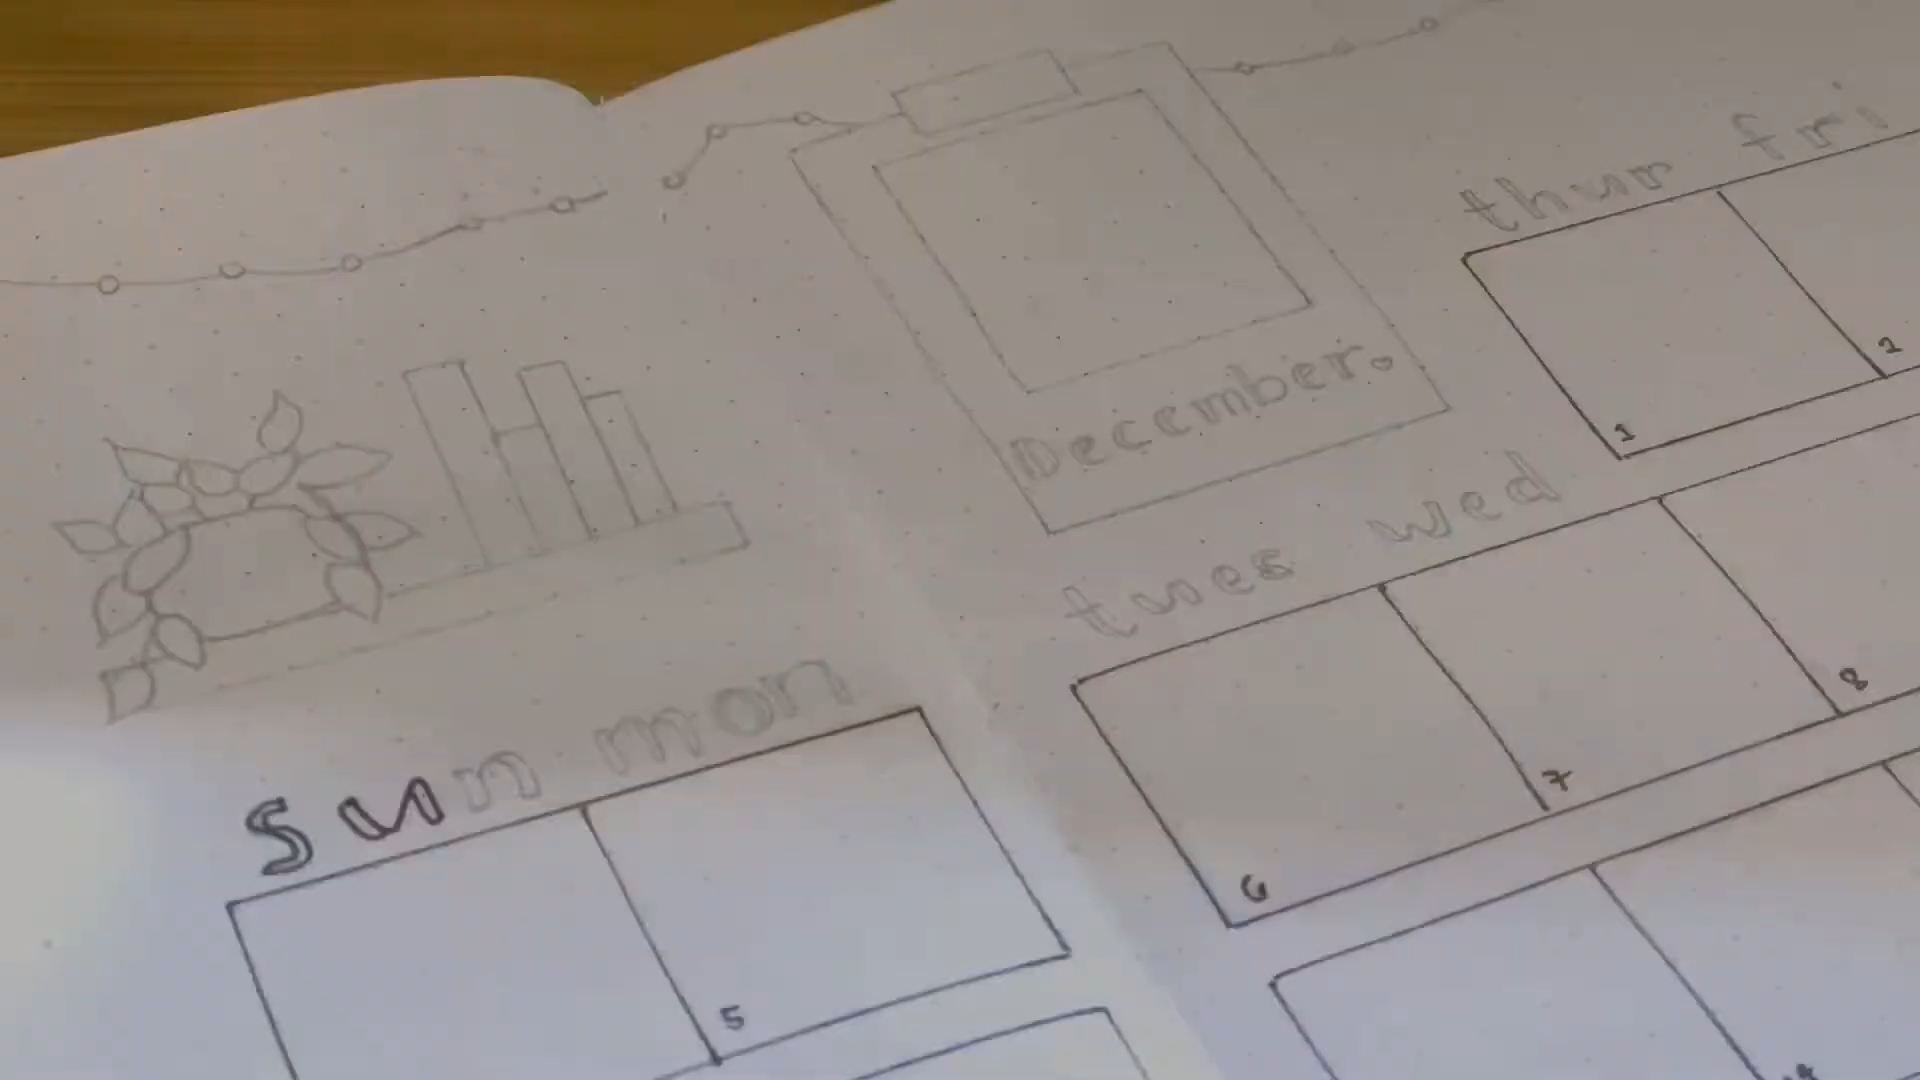 December.
thur fri
1 2
tues wed
6 7 8
sun mon
5